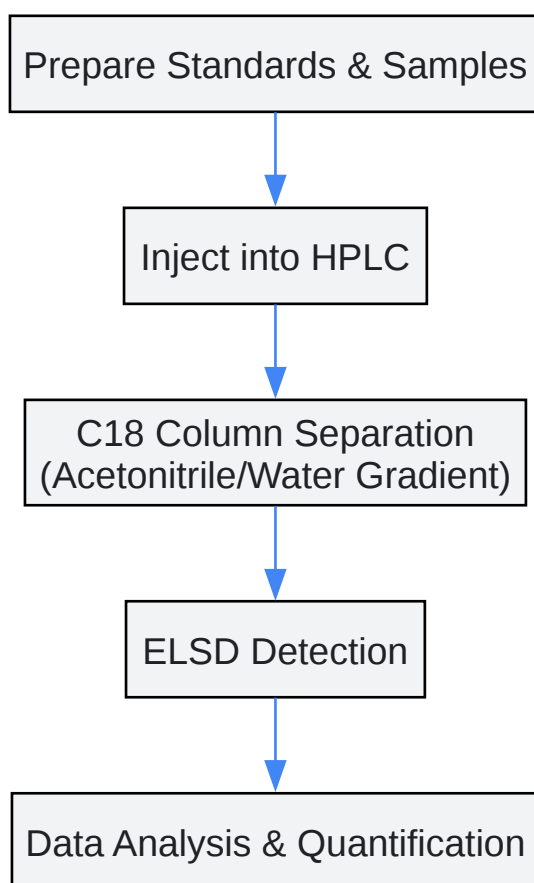 Prepare Standards & Samples
Inject into HPLC
C18 Column Separation
(Acetonitrile/Water Gradient)
ELSD Detection
Data Analysis & Quantification